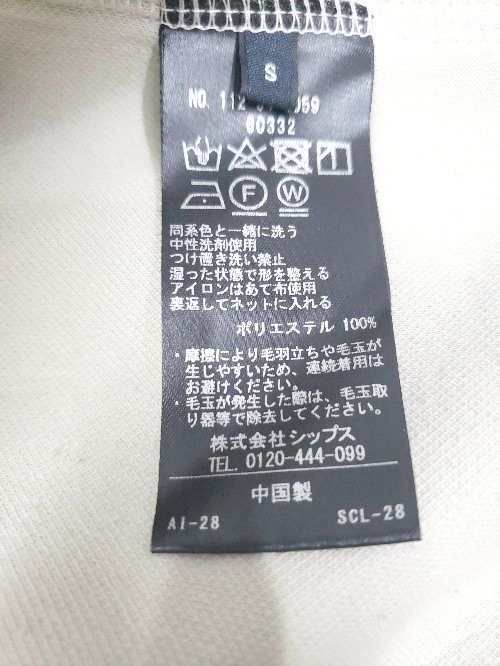 S
NO. 112
059
00332
F
W
同系色と一緒に洗う
中性洗剤使用
つけ置き洗い禁止
湿った状態で形を整える
アイロンはあて布使用
裏返してネットに入れる
ポリエステル 100%
・摩擦により毛羽立ちや毛玉が
生じやすいため、連続着用は
お避けください。
・毛玉が発生した際は、毛玉取
り器等で除去してください。
株式会社シップス
TEL. 0120-444-099
中国製
AI-28
SCL-28